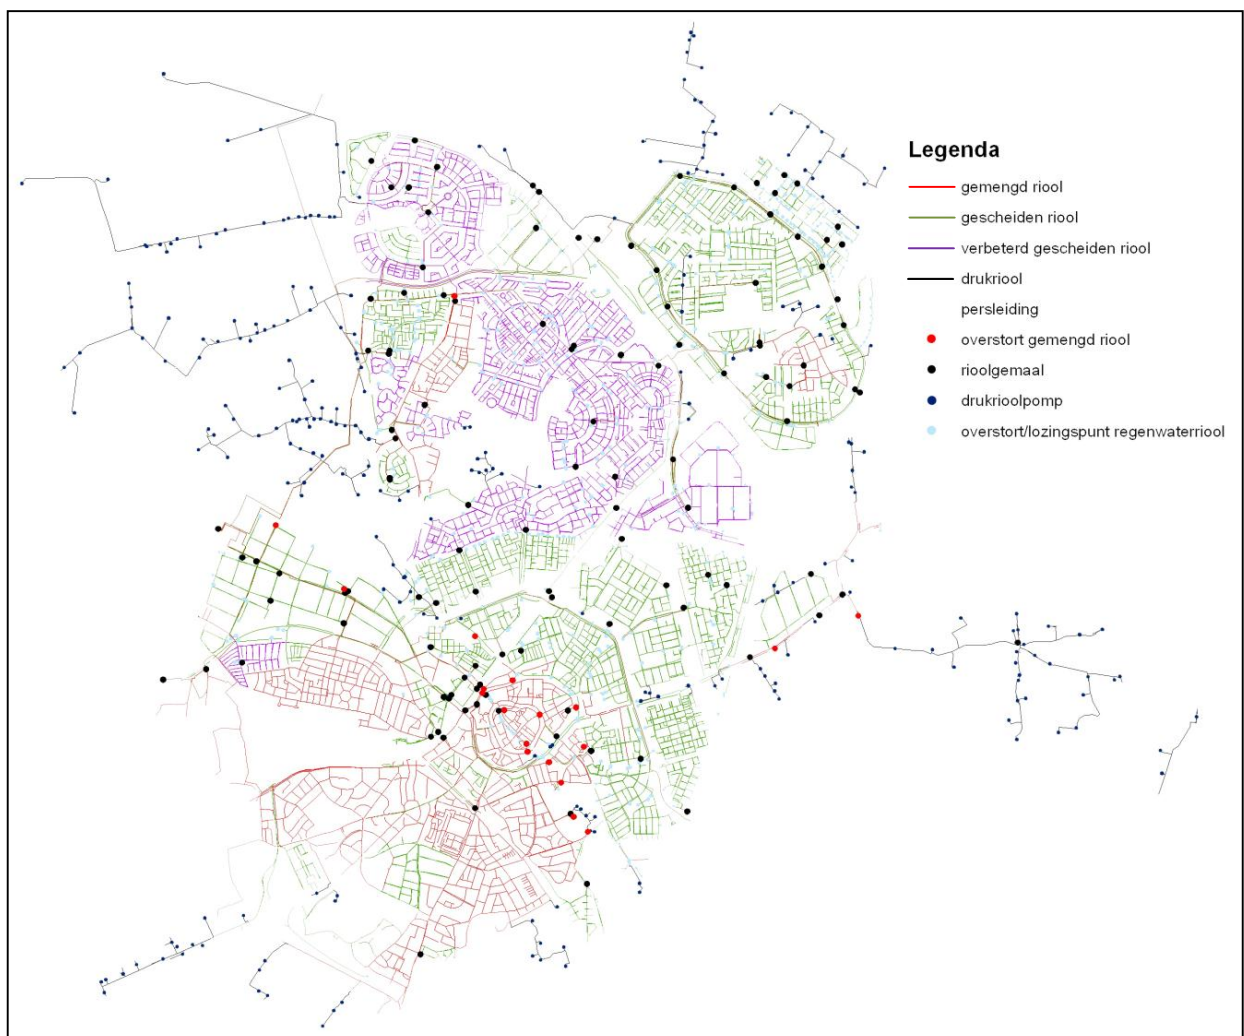 Legenda
gemengd riool
gescheiden riool
verbeterd gescheiden riool
drukriool
persleiding
overstort gemengd riool
rioolgemaal
drukrioolpomp
overstort/lozingspunt regenwaterriool